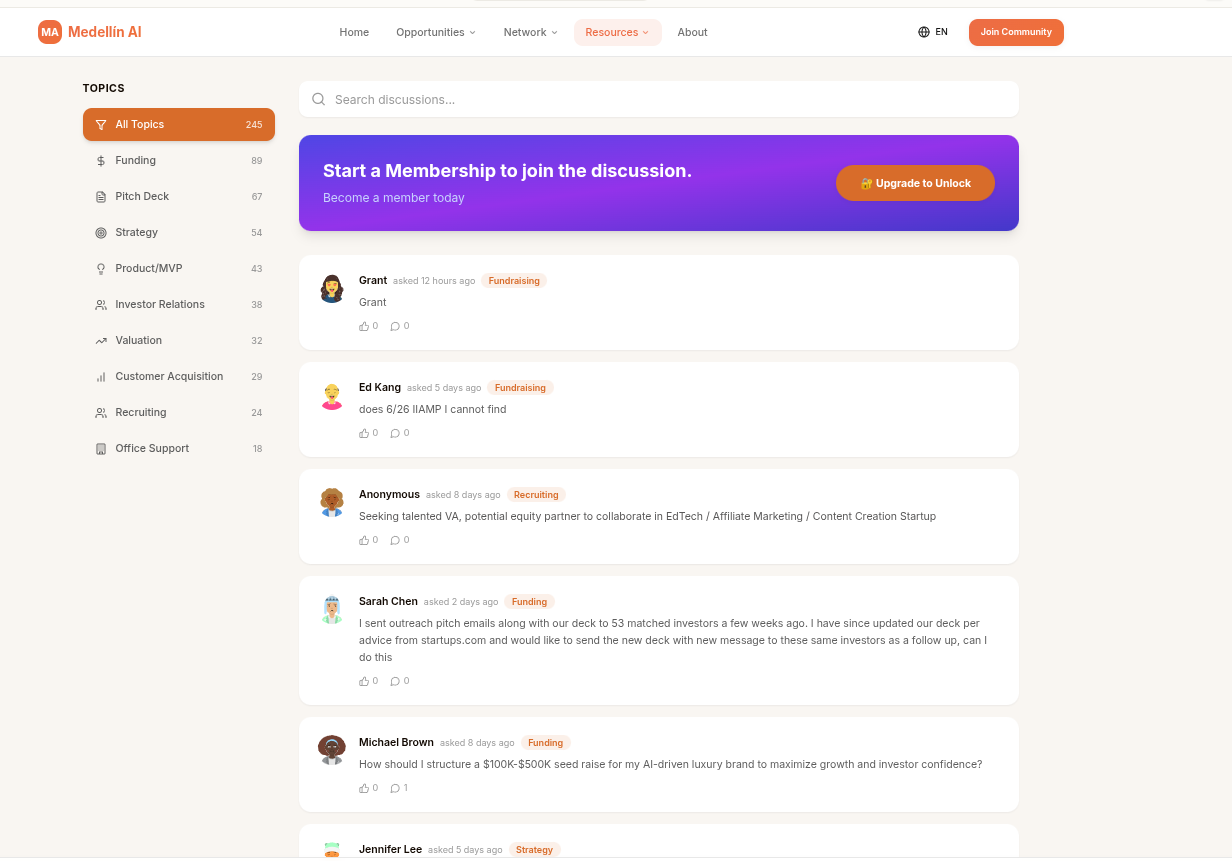 MA Medellín AI
Home Opportunities Network Resources About
EN Join Community
TOPICS
All Topics 245
Funding 89
Pitch Deck 67
Strategy 54
Product/MVP 43
Investor Relations 38
Valuation 32
Customer Acquisition 29
Recruiting 24
Office Support 18
Search discussions...
Start a Membership to join the discussion.
Become a member today
🔐 Upgrade to Unlock
Grant asked 12 hours ago Fundraising
Grant
0 0
Ed Kang asked 5 days ago Fundraising
does 6/26 IIAMP I cannot find
0 0
Anonymous asked 8 days ago Recruiting
Seeking talented VA, potential equity partner to collaborate in EdTech / Affiliate Marketing / Content Creation Startup
0 0
Sarah Chen asked 2 days ago Funding
I sent outreach pitch emails along with our deck to 53 matched investors a few weeks ago. I have since updated our deck per
advice from startups.com and would like to send the new deck with new message to these same investors as a follow up, can I
do this
0 0
Michael Brown asked 8 days ago Funding
How should I structure a $100K-$500K seed raise for my AI-driven luxury brand to maximize growth and investor confidence?
0 1
Jennifer Lee asked 5 days ago Strategy